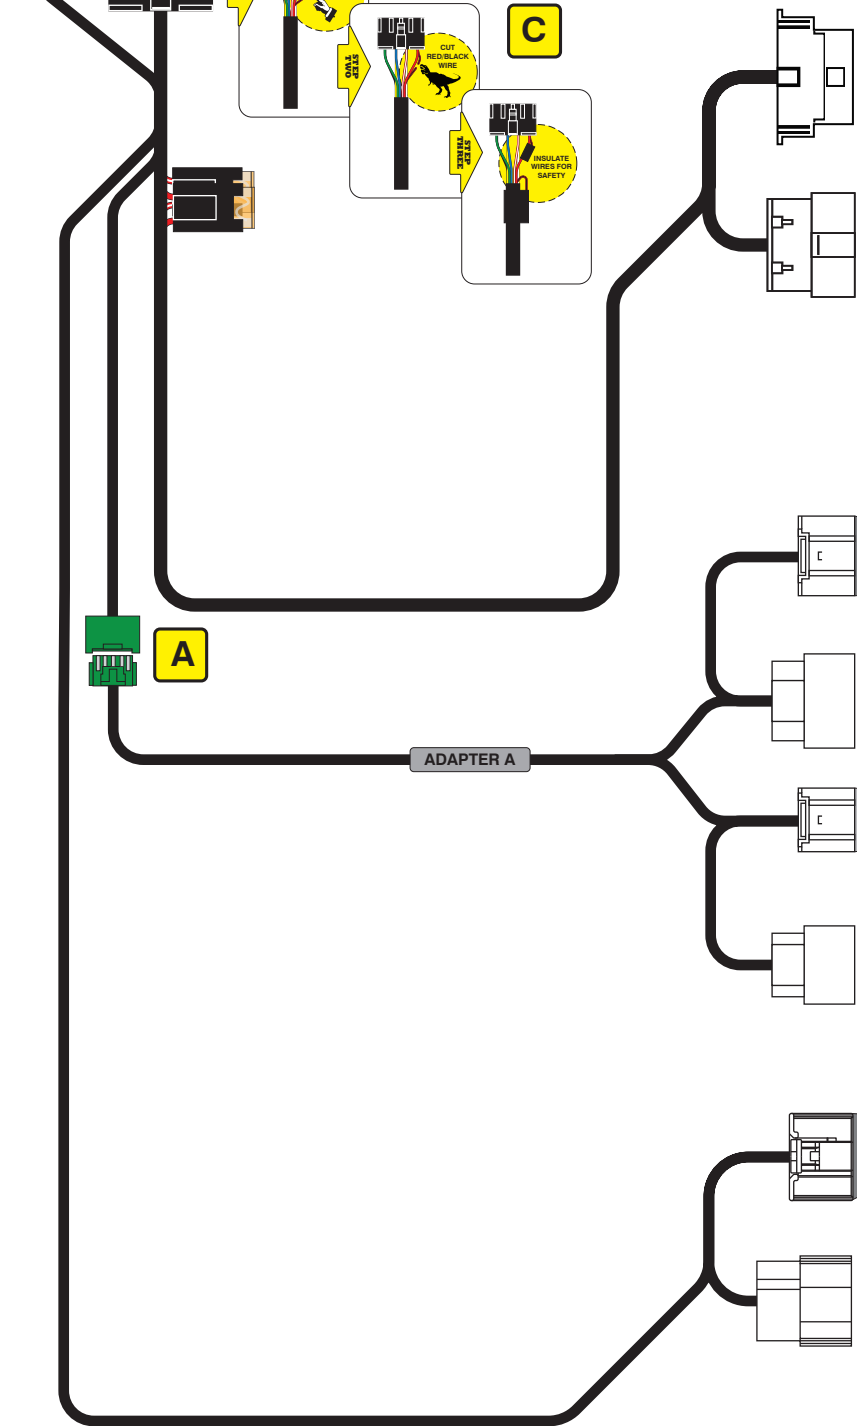 C
STEP
TWO
CUT
RED/BLACK
WIRE
STEP
THREE
INSULATE
WIRES FOR
SAFETY
A
ADAPTER A